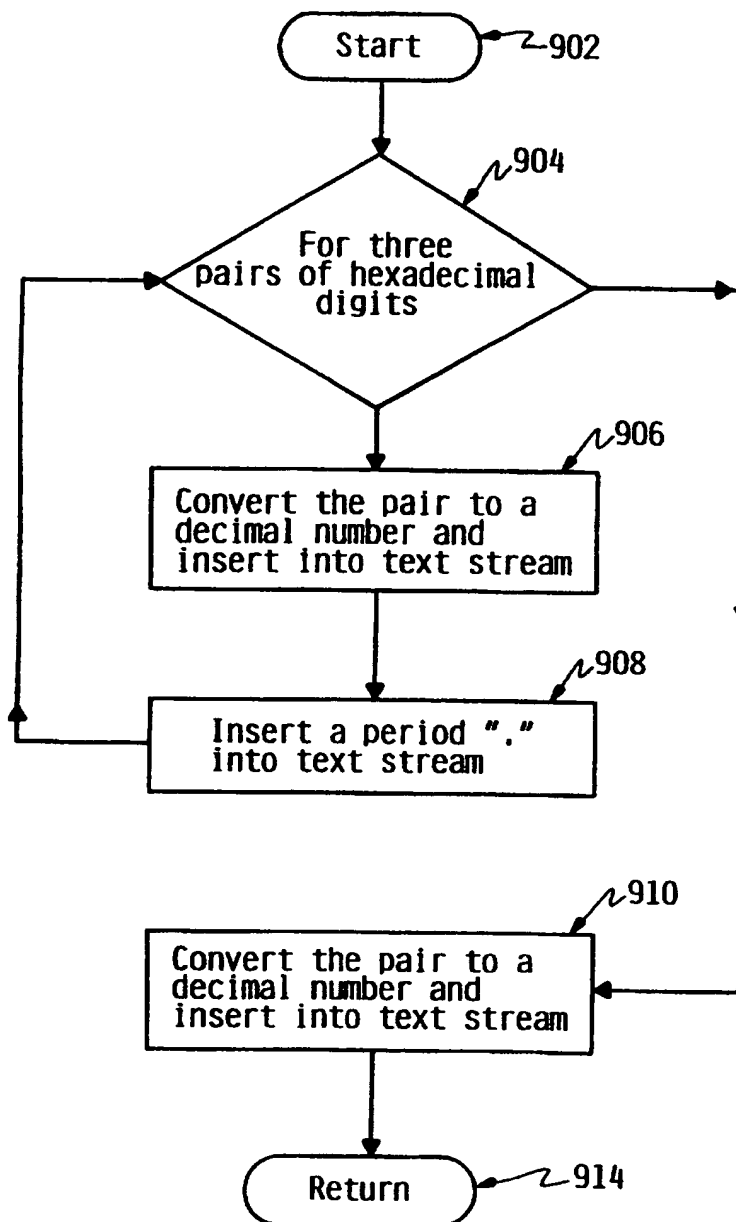 Start
902
904
For three
pairs of hexadecimal
digits
906
Convert the pair to a
decimal number and
insert into text stream
908
Insert a period "."
into text stream
910
Convert the pair to a
decimal number and
insert into text stream
Return
914